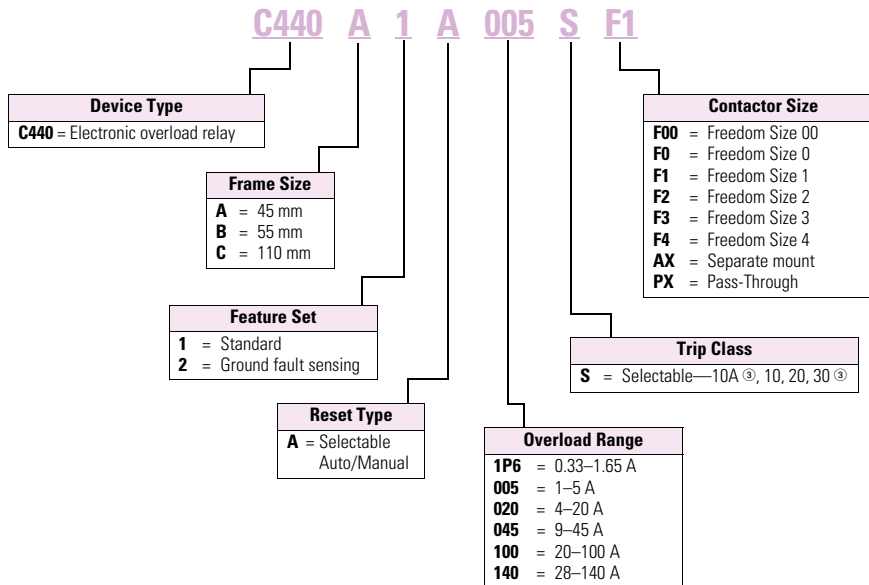 C440 A 1 A 005 S F1
Device Type
C440 = Electronic overload relay
Frame Size
A = 45 mm
B = 55 mm
C = 110 mm
Feature Set
1 = Standard
2 = Ground fault sensing
Reset Type
A = Selectable
Auto/Manual
Contactor Size
F00 = Freedom Size 00
F0 = Freedom Size 0
F1 = Freedom Size 1
F2 = Freedom Size 2
F3 = Freedom Size 3
F4 = Freedom Size 4
AX = Separate mount
PX = Pass-Through
Trip Class
S = Selectable—10A ③, 10, 20, 30 ③
Overload Range
1P6 = 0.33–1.65 A
005 = 1–5 A
020 = 4–20 A
045 = 9–45 A
100 = 20–100 A
140 = 28–140 A